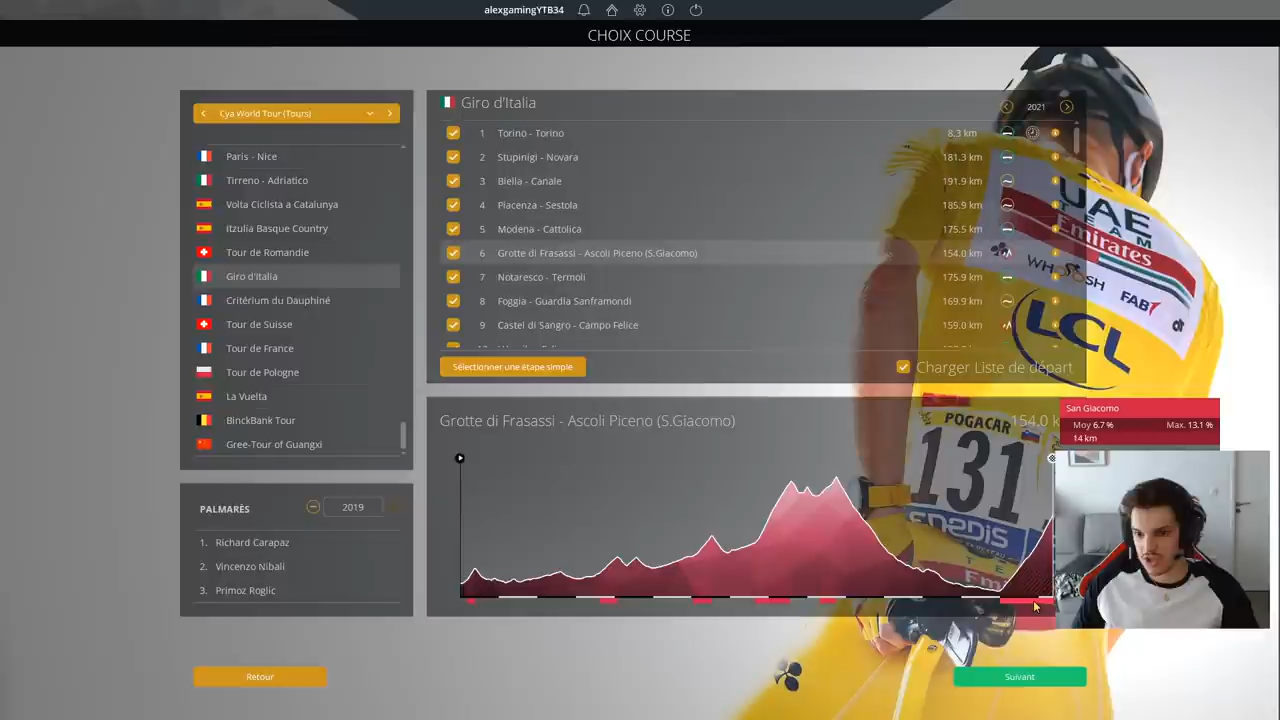 alexgamingYTB34
CHOIX COURSE
Cya World Tour (Tours)
Paris - Nice
Tirreno - Adriatico
Volta Ciclista a Catalunya
Itzulia Basque Country
Tour de Romandie
Giro d'Italia
Critérium du Dauphiné
Tour de Suisse
Tour de France
Tour de Pologne
La Vuelta
BinckBank Tour
Gree-Tour of Guangxi
PALMARÈS
2019
1. Richard Carapaz
2. Vincenzo Nibali
3. Primoz Roglic
Giro d'Italia
2021
1 Torino - Torino 8.3 km
2 Stupinigi - Novara 181.3 km
3 Biella - Canale 191.9 km
4 Piacenza - Sestola 185.9 km
5 Modena - Cattolica 175.5 km
6 Grotte di Frasassi - Ascoli Piceno (S.Giacomo) 154.0 km
7 Notaresco - Termoli 175.9 km
8 Foggia - Guardia Sanframondi 169.9 km
9 Castel di Sangro - Campo Felice 159.0 km
Sélectionner une étape simple
Charger Liste de départ
Grotte di Frasassi - Ascoli Piceno (S.Giacomo) 154.0 k
San Giacomo
Moy 6.7 % Max. 13.1 %
14 km
UAE
TEAM
Emirates
WHOOSH
FAB
LCL
POGACAR
131
enedis
Em
Retour
Suivant